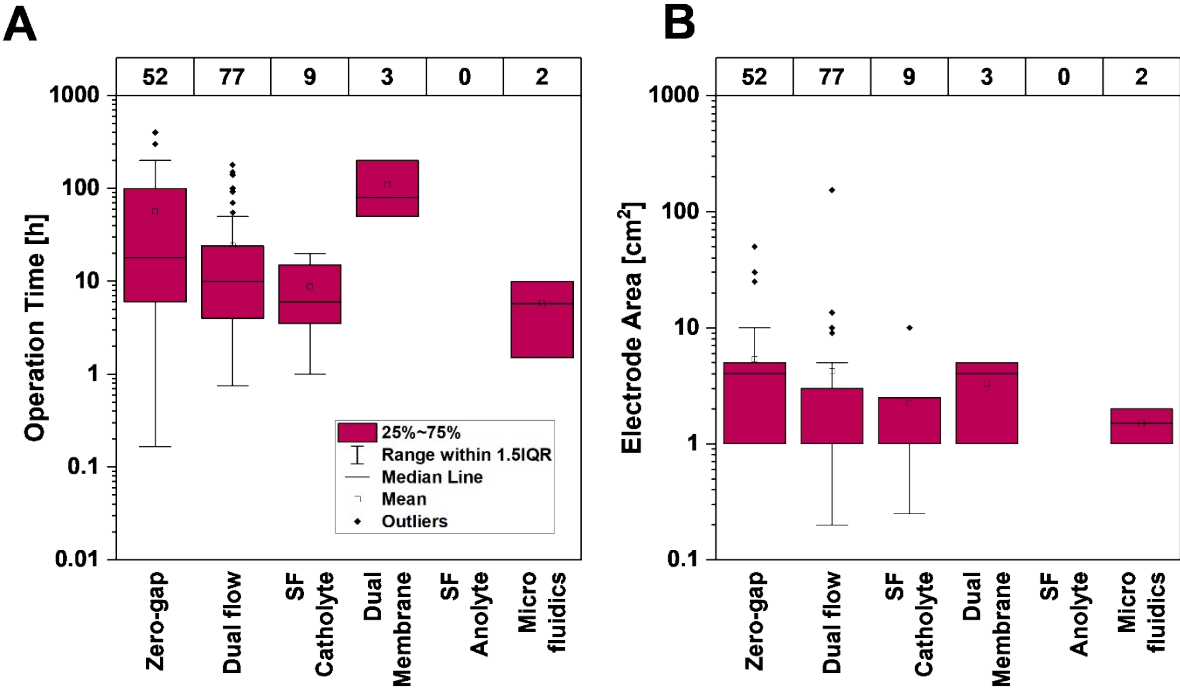 A
B
52 77 9 3 0 2
52 77 9 3 0 2
1000
100
10
1
0.1
0.01
Operation Time [h]
25%~75%
Range within 1.5IQR
Median Line
Mean
Outliers
Zero-gap
Dual flow
SF
Catholyte
Dual
Membrane
SF
Anolyte
Micro
fluidics
1000
100
10
1
0.1
Electrode Area [cm²]
Zero-gap
Dual flow
SF
Catholyte
Dual
Membrane
SF
Anolyte
Micro
fluidics